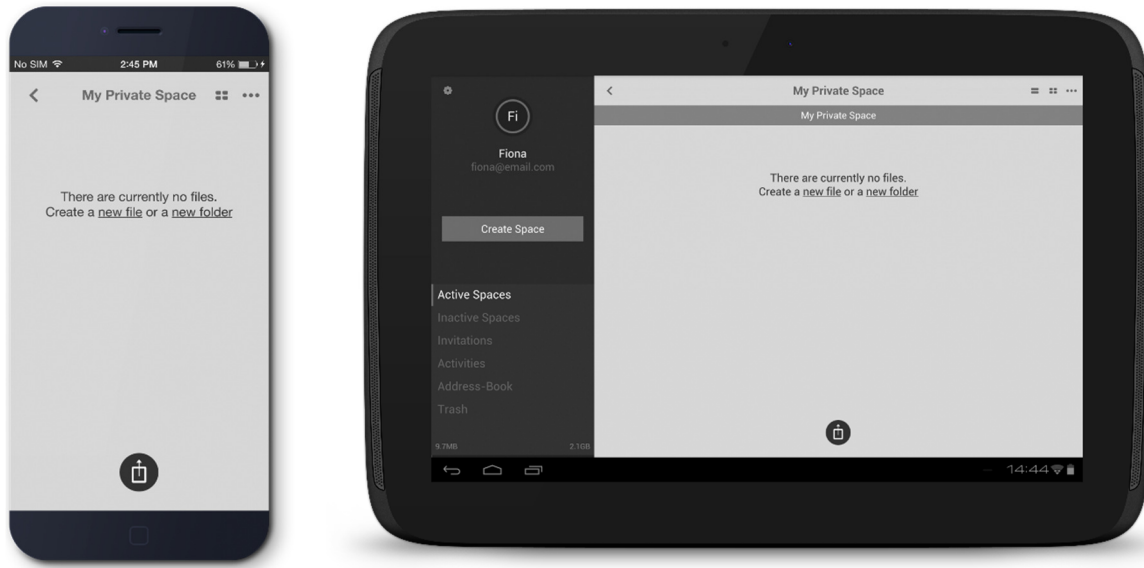 No SIM 2:45 PM 61%
My Private Space
There are currently no files.
Create a new file or a new folder
Fi
Fiona
fiona@email.com
Create Space
Active Spaces
Inactive Spaces
Invitations
Activities
Address-Book
Trash
9.7MB 2.1GB
My Private Space
My Private Space
There are currently no files.
Create a new file or a new folder
14:44